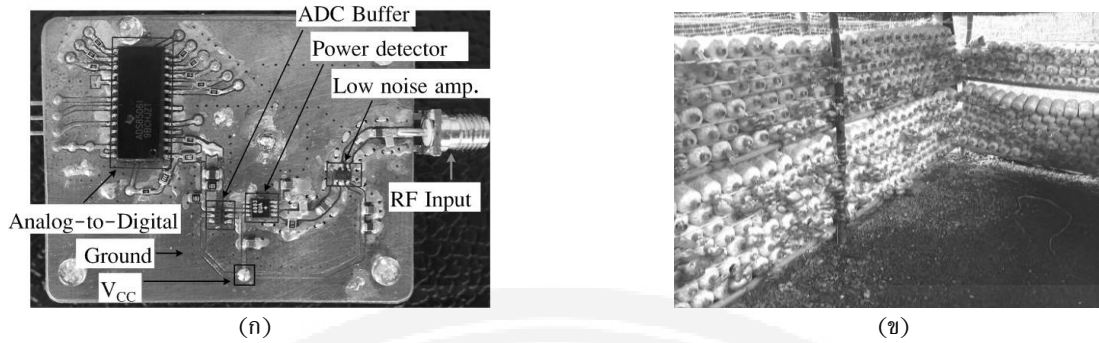 ADC Buffer
Power detector
Low noise amp.
RF Input
Analog-to-Digital
Ground
VCC
(ก)
(ข)